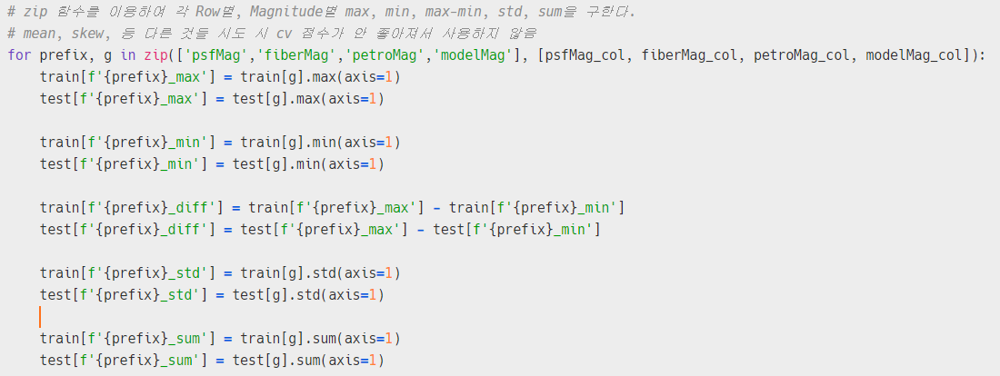 # zip 함수를 이용하여 각 Row별, Magnitude별 max, min, max-min, std, sum을 구한다.
# mean, skew, 등 다른 것들 시도 시 cv 점수가 안 좋아져서 사용하지 않음
for prefix, g in zip(['psfMag','fiberMag','petroMag','modelMag'], [psfMag_col, fiberMag_col, petroMag_col, modelMag_col]):
    train[f'{prefix}_max'] = train[g].max(axis=1)
    test[f'{prefix}_max'] = test[g].max(axis=1)

    train[f'{prefix}_min'] = train[g].min(axis=1)
    test[f'{prefix}_min'] = test[g].min(axis=1)

    train[f'{prefix}_diff'] = train[f'{prefix}_max'] - train[f'{prefix}_min']
    test[f'{prefix}_diff'] = test[f'{prefix}_max'] - test[f'{prefix}_min']

    train[f'{prefix}_std'] = train[g].std(axis=1)
    test[f'{prefix}_std'] = test[g].std(axis=1)

    train[f'{prefix}_sum'] = train[g].sum(axis=1)
    test[f'{prefix}_sum'] = test[g].sum(axis=1)